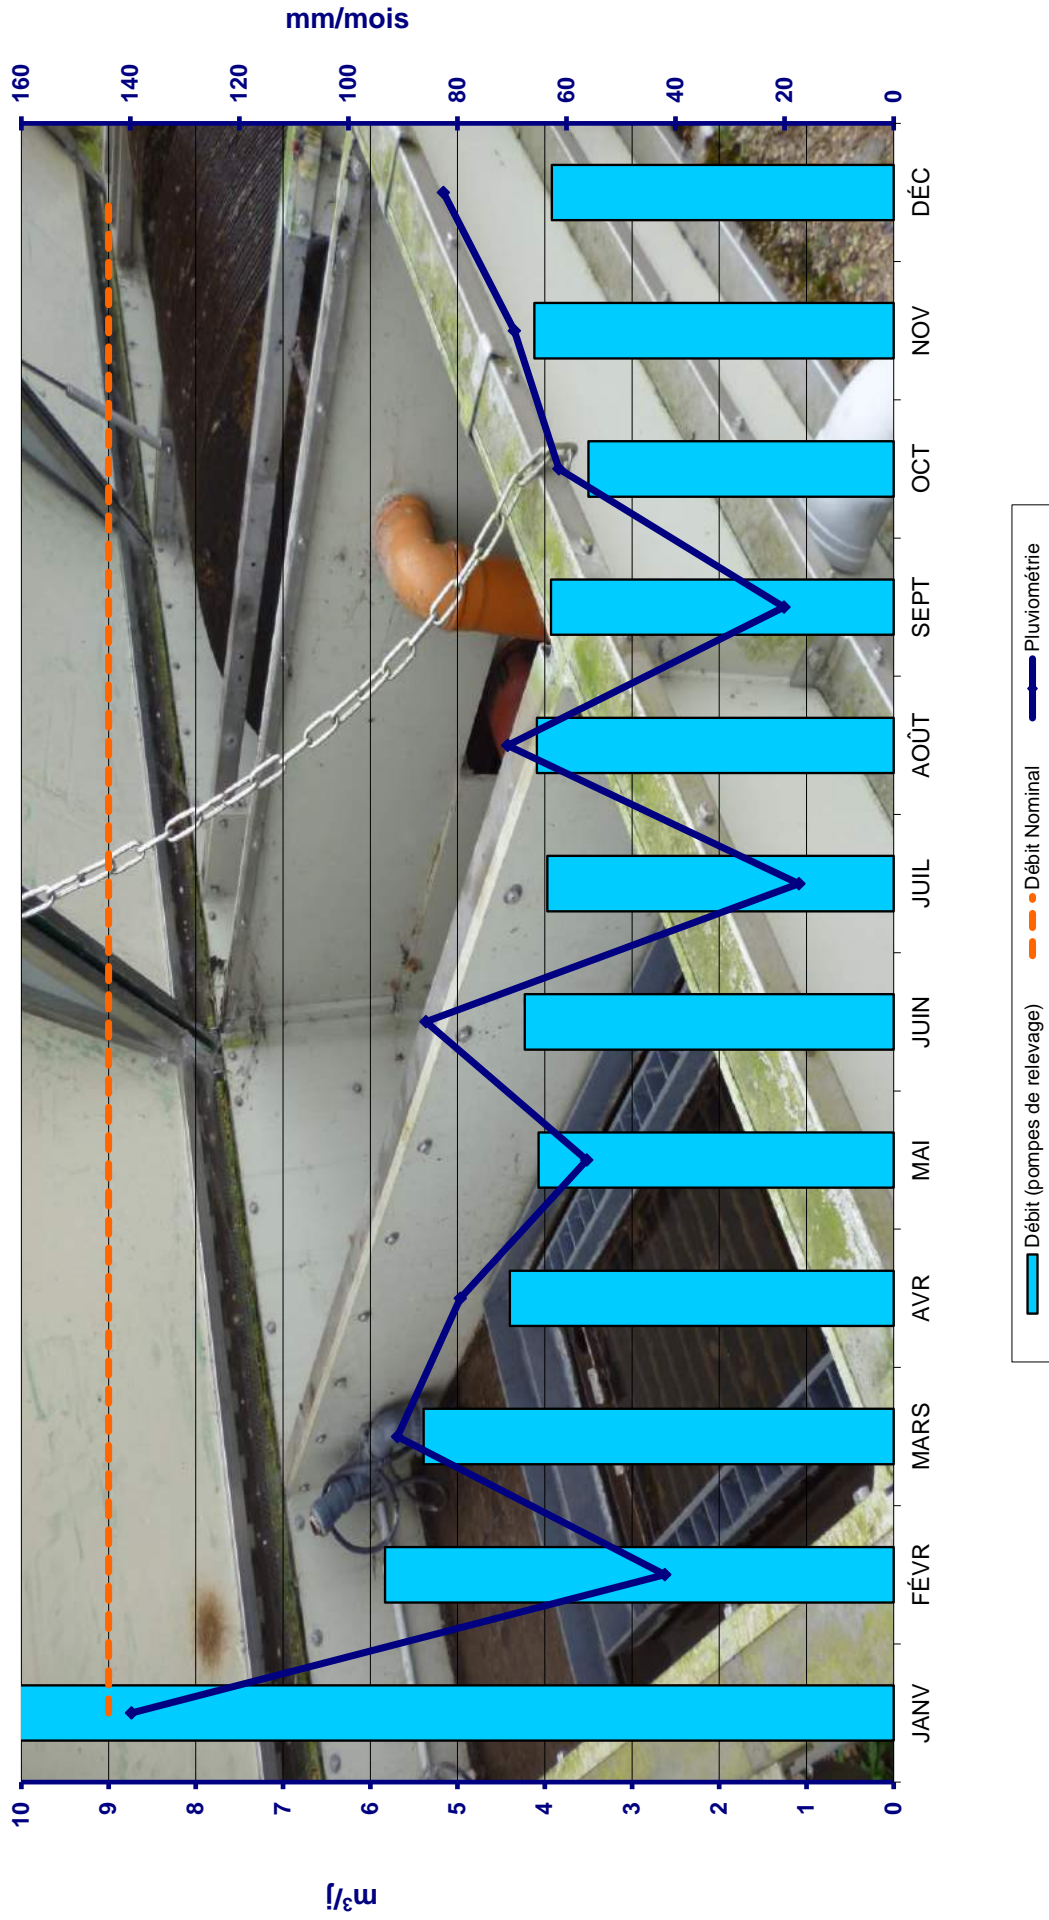 m³/j
10
9
8
7
6
5
4
3
2
1
0
JANV
FÉVR
MARS
AVR
MAI
JUIN
JUIL
AOÛT
SEPT
OCT
NOV
DÉC
mm/mois
160
140
120
100
80
60
40
20
0
Débit (pompes de relevage) Débit Nominal Pluviométrie